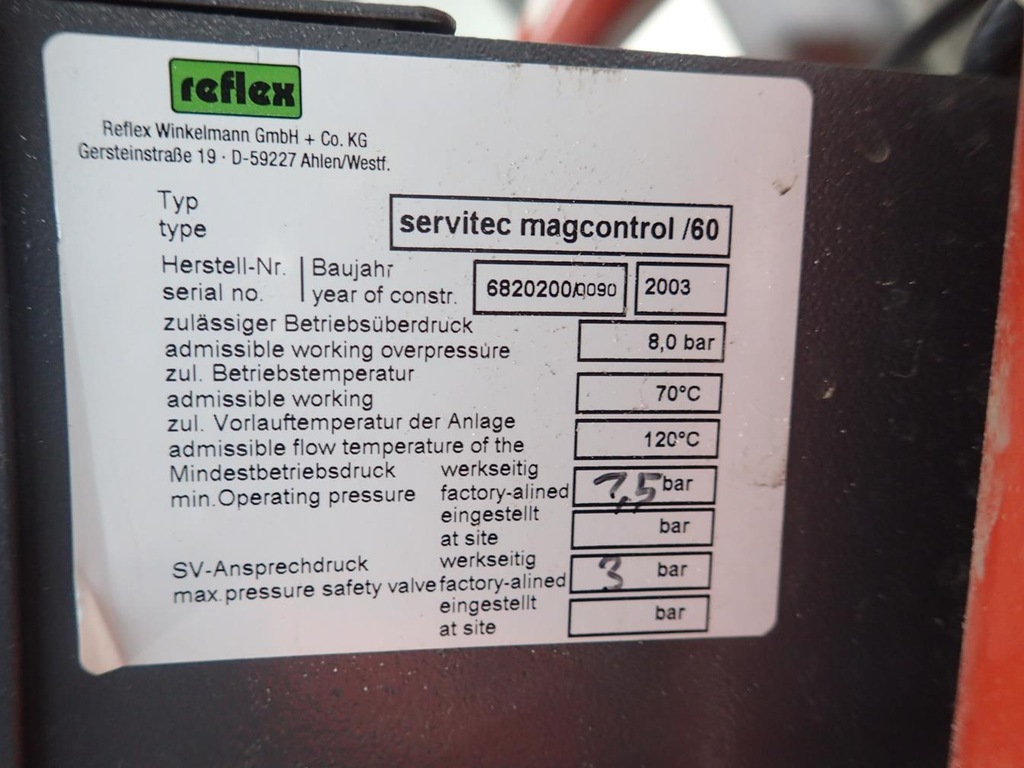 reflex
Reflex Winkelmann GmbH + Co. KG
Gersteinstraße 19 · D-59227 Ahlen/Westf.
Typ
type
servitec magcontrol /60
Herstell-Nr. | Baujahr
serial no. | year of constr.
6820200/0090
2003
zulässiger Betriebsüberdruck
admissible working overpressure
8,0 bar
zul. Betriebstemperatur
admissible working
70°C
zul. Vorlauftemperatur der Anlage
admissible flow temperature of the
120°C
Mindestbetriebsdruck werkseitig
min.Operating pressure factory-alined
bar
eingestellt
at site
bar
SV-Ansprechdruck werkseitig
max.pressure safety valve factory-alined
3 bar
eingestellt
at site
bar